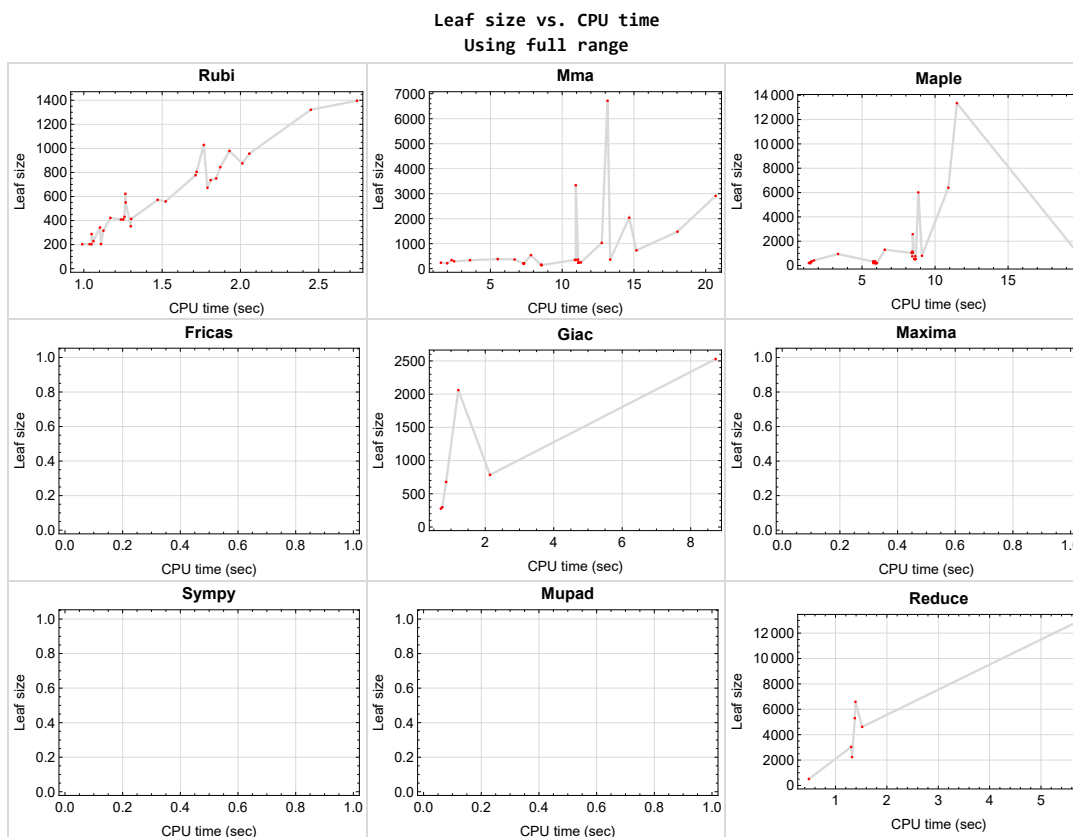 Leaf size vs. CPU time
Using full range
Rubi
1400
1200
1000
800
600
400
200
0
1.0 1.5 2.0 2.5
Leaf size
CPU time (sec)
Mma
7000
6000
5000
4000
3000
2000
1000
0
0 5 10 15 20
Leaf size
CPU time (sec)
Maple
14 000
12 000
10 000
8000
6000
4000
2000
0
5 10 15
Leaf size
CPU time (sec)
Fricas
1.0
0.8
0.6
0.4
0.2
0.0
0.0 0.2 0.4 0.6 0.8 1.0
Leaf size
CPU time (sec)
Giac
2500
2000
1500
1000
500
0
2 4 6 8
Leaf size
CPU time (sec)
Maxima
1.0
0.8
0.6
0.4
0.2
0.0
0.0 0.2 0.4 0.6 0.8 1.0
Leaf size
CPU time (sec)
Sympy
1.0
0.8
0.6
0.4
0.2
0.0
0.0 0.2 0.4 0.6 0.8 1.0
Leaf size
CPU time (sec)
Mupad
1.0
0.8
0.6
0.4
0.2
0.0
0.0 0.2 0.4 0.6 0.8 1.0
Leaf size
CPU time (sec)
Reduce
12 000
10 000
8000
6000
4000
2000
0
1 2 3 4 5
Leaf size
CPU time (sec)